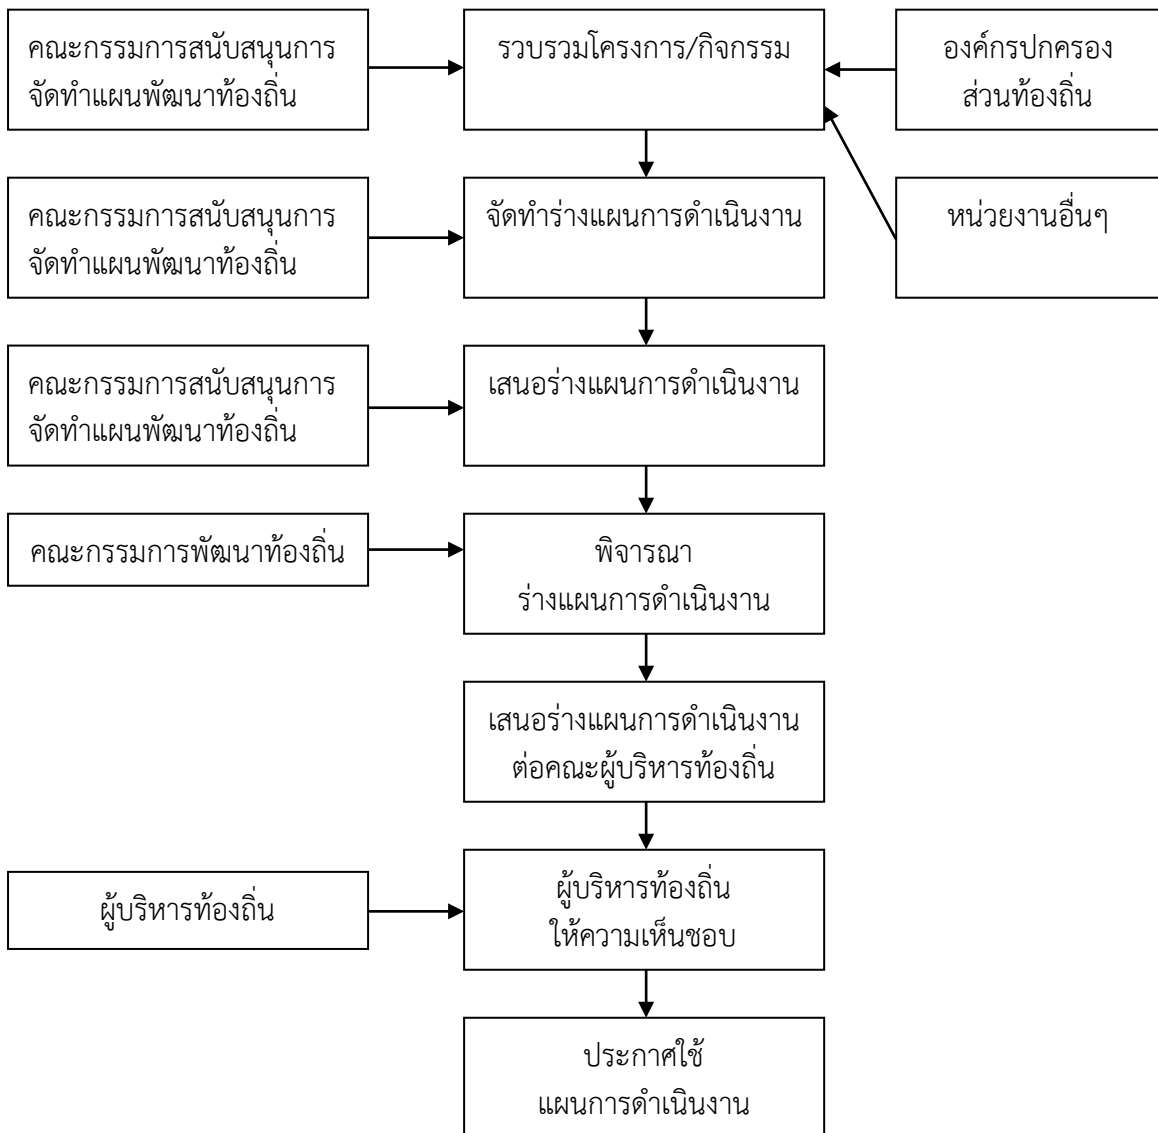 คณะกรรมการสนับสนุนการ
จัดทำแผนพัฒนาท้องถิ่น
รวบรวมโครงการ/กิจกรรม
องค์กรปกครอง
ส่วนท้องถิ่น
คณะกรรมการสนับสนุนการ
จัดทำแผนพัฒนาท้องถิ่น
จัดทำร่างแผนการดำเนินงาน
หน่วยงานอื่นๆ
คณะกรรมการสนับสนุนการ
จัดทำแผนพัฒนาท้องถิ่น
เสนอร่างแผนการดำเนินงาน
คณะกรรมการพัฒนาท้องถิ่น
พิจารณา
ร่างแผนการดำเนินงาน
เสนอร่างแผนการดำเนินงาน
ต่อคณะผู้บริหารท้องถิ่น
ผู้บริหารท้องถิ่น
ผู้บริหารท้องถิ่น
ให้ความเห็นชอบ
ประกาศใช้
แผนการดำเนินงาน